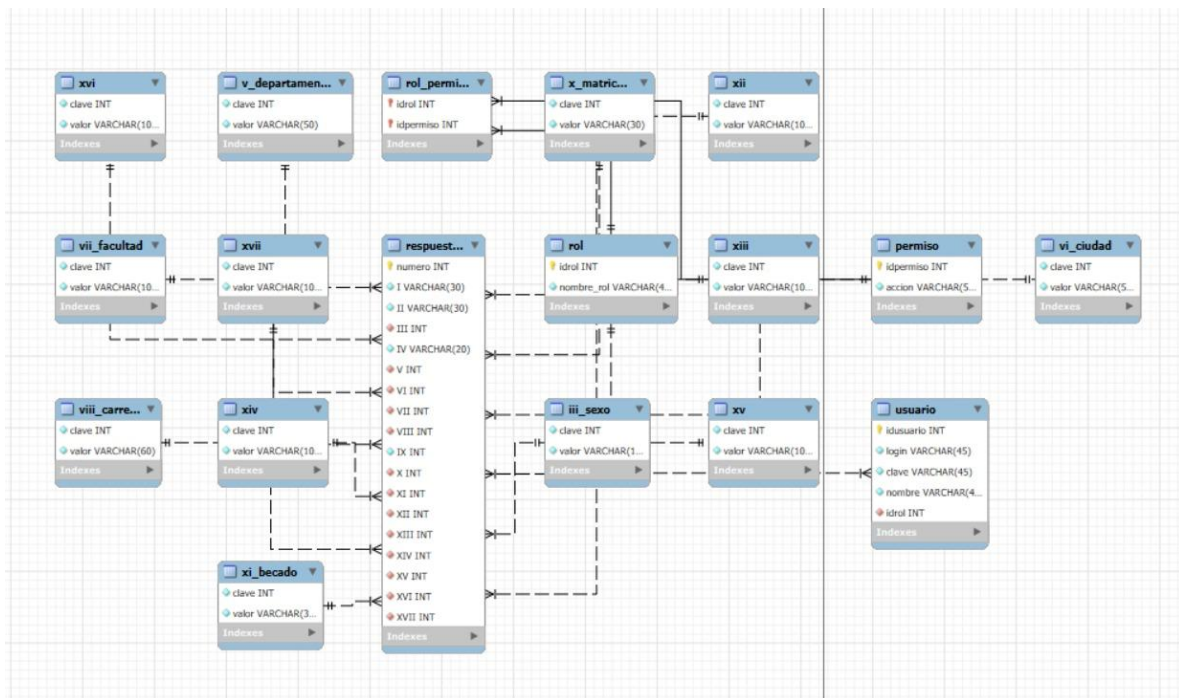 xvi
clave INT
valor VARCHAR(10...
Indexes
v_departamen...
clave INT
valor VARCHAR(50)
Indexes
rol_permi...
idrol INT
idpermiso INT
Indexes
x_matric...
clave INT
valor VARCHAR(30)
Indexes
xii
clave INT
valor VARCHAR(10...
Indexes
vii_facultad
clave INT
valor VARCHAR(10...
Indexes
xvii
clave INT
valor VARCHAR(10...
Indexes
respuest...
numero INT
I VARCHAR(30)
II VARCHAR(30)
III INT
IV VARCHAR(20)
V INT
VI INT
VII INT
VIII INT
IX INT
X INT
XI INT
XII INT
XIII INT
XIV INT
XV INT
XVI INT
XVII INT
Indexes
rol
idrol INT
nombre_rol VARCHAR(4...
Indexes
xiii
clave INT
valor VARCHAR(10...
Indexes
permiso
idpermiso INT
accion VARCHAR(5...
Indexes
vi_ciudad
clave INT
valor VARCHAR(5...
Indexes
viii_carre...
clave INT
valor VARCHAR(60)
Indexes
xiv
clave INT
valor VARCHAR(10...
Indexes
iii_sexo
clave INT
valor VARCHAR(1...
Indexes
xv
clave INT
valor VARCHAR(10...
Indexes
usuario
idusuario INT
login VARCHAR(45)
clave VARCHAR(45)
nombre VARCHAR(4...
idrol INT
Indexes
xi_becado
clave INT
valor VARCHAR(3...
Indexes